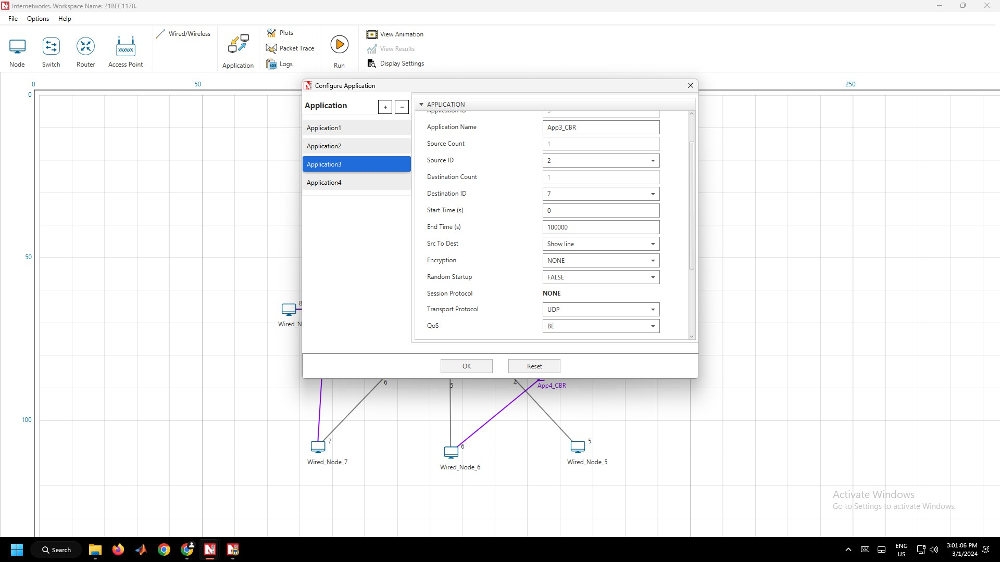 Internetworks. Workspace Name: 21BEC1178.
File Options Help
Node
Switch
Router
Access Point
Wired/Wireless
Application
Plots
Packet Trace
Logs
Run
View Animation
View Results
Display Settings
0 50 250
0
50
100
Configure Application
Application + -
Application1
Application2
Application3
Application4
APPLICATION
Application ID 3
Application Name App3_CBR
Source Count 1
Source ID 2
Destination Count 1
Destination ID 7
Start Time (s) 0
End Time (s) 100000
Src To Dest Show line
Encryption NONE
Random Startup FALSE
Session Protocol NONE
Transport Protocol UDP
QoS BE
OK Reset
8
Wired_N
6
5
4
App4_CBR
7
Wired_Node_7
6
Wired_Node_6
5
Wired_Node_5
Activate Windows
Go to Settings to activate Windows.
Search
ENG
US
3:01:06 PM
3/1/2024